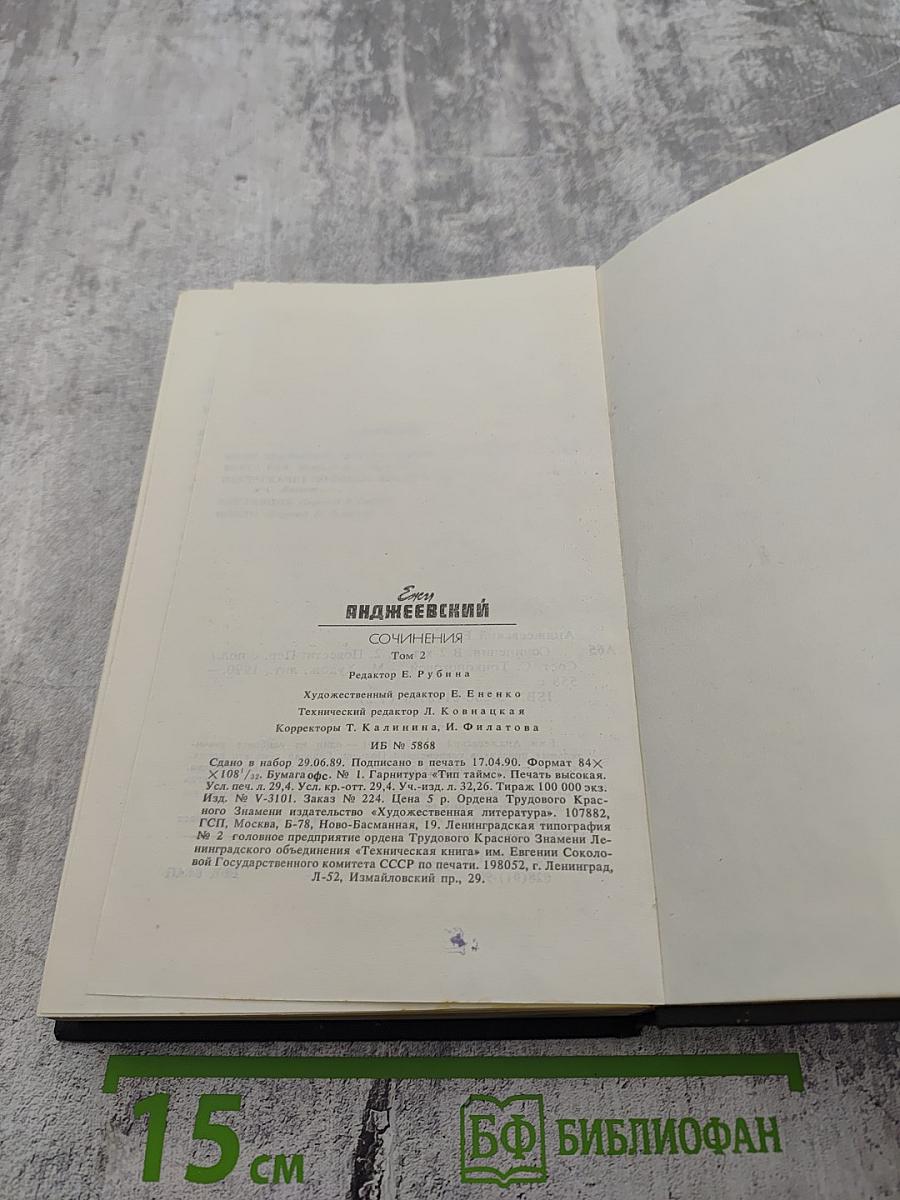 Ежи
АНДЖЕЕВСКИЙ
СОЧИНЕНИЯ
Том 2
Редактор Е. Рубина
Художественный редактор Е. Ененко
Технический редактор Л. Ковнацкая
Корректоры Т. Калинина, И. Филатова
ИБ № 5868
Сдано в набор 29.06.89. Подписано в печать 17.04.90. Формат 84×
×108¹/₃₂. Бумага офс. № 1. Гарнитура «Тип таймс». Печать высокая.
Усл. печ. л. 29,4. Усл. кр.-отт. 29,4. Уч.-изд. л. 32,26. Тираж 100 000 экз.
Изд. № V-3101. Заказ № 224. Цена 5 р. Ордена Трудового Крас-
ного Знамени издательство «Художественная литература». 107882,
ГСП, Москва, Б-78, Ново-Басманная, 19. Ленинградская типография
№ 2 головное предприятие ордена Трудового Красного Знамени Ле-
нинградского объединения «Техническая книга» им. Евгении Соколо-
вой Государственного комитета СССР по печати. 198052, г. Ленинград,
Л-52, Измайловский пр., 29.
15 см
БФ БИБЛИОФАН